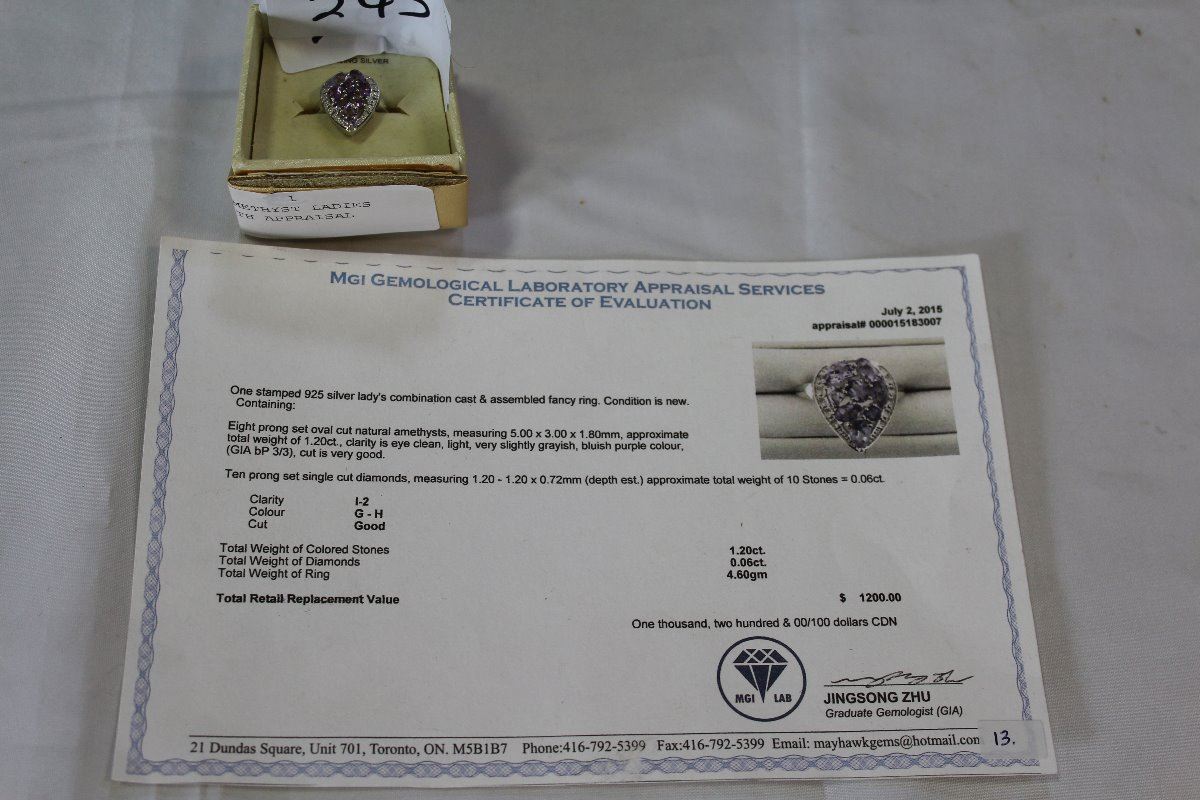 245
SILVER
1
METHYST LADIES
TH APPRAISAL
MGI GEMOLOGICAL LABORATORY APPRAISAL SERVICES
CERTIFICATE OF EVALUATION
July 2, 2015
appraisal# 000015183007
One stamped 925 silver lady's combination cast & assembled fancy ring. Condition is new.
Containing:
Eight prong set oval cut natural amethysts, measuring 5.00 x 3.00 x 1.80mm, approximate
total weight of 1.20ct., clarity is eye clean, light, very slightly grayish, bluish purple colour,
(GIA bP 3/3), cut is very good.
Ten prong set single cut diamonds, measuring 1.20 - 1.20 x 0.72mm (depth est.) approximate total weight of 10 Stones = 0.06ct.
Clarity I-2
Colour G - H
Cut Good
Total Weight of Colored Stones 1.20ct.
Total Weight of Diamonds 0.06ct.
Total Weight of Ring 4.60gm
Total Retail Replacement Value $ 1200.00
One thousand, two hundred & 00/100 dollars CDN
MGI LAB
JINGSONG ZHU
Graduate Gemologist (GIA)
21 Dundas Square, Unit 701, Toronto, ON. M5B1B7 Phone:416-792-5399 Fax:416-792-5399 Email: mayhawkgems@hotmail.com 13.